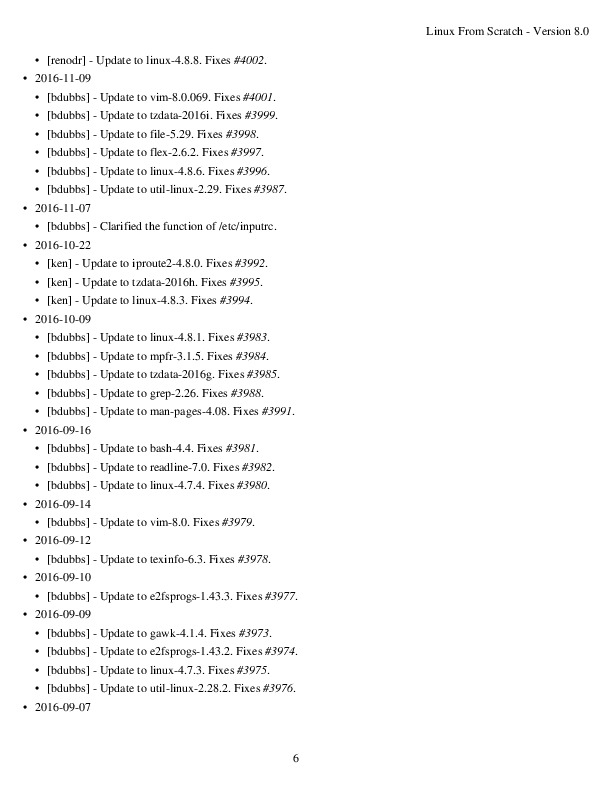 Linux From Scratch - Version 8.0
• [renodr] - Update to linux-4.8.8. Fixes #4002.
• 2016-11-09
• [bdubbs] - Update to vim-8.0.069. Fixes #4001.
• [bdubbs] - Update to tzdata-2016i. Fixes #3999.
• [bdubbs] - Update to file-5.29. Fixes #3998.
• [bdubbs] - Update to flex-2.6.2. Fixes #3997.
• [bdubbs] - Update to linux-4.8.6. Fixes #3996.
• [bdubbs] - Update to util-linux-2.29. Fixes #3987.
• 2016-11-07
• [bdubbs] - Clarified the function of /etc/inputrc.
• 2016-10-22
• [ken] - Update to iproute2-4.8.0. Fixes #3992.
• [ken] - Update to tzdata-2016h. Fixes #3995.
• [ken] - Update to linux-4.8.3. Fixes #3994.
• 2016-10-09
• [bdubbs] - Update to linux-4.8.1. Fixes #3983.
• [bdubbs] - Update to mpfr-3.1.5. Fixes #3984.
• [bdubbs] - Update to tzdata-2016g. Fixes #3985.
• [bdubbs] - Update to grep-2.26. Fixes #3988.
• [bdubbs] - Update to man-pages-4.08. Fixes #3991.
• 2016-09-16
• [bdubbs] - Update to bash-4.4. Fixes #3981.
• [bdubbs] - Update to readline-7.0. Fixes #3982.
• [bdubbs] - Update to linux-4.7.4. Fixes #3980.
• 2016-09-14
• [bdubbs] - Update to vim-8.0. Fixes #3979.
• 2016-09-12
• [bdubbs] - Update to texinfo-6.3. Fixes #3978.
• 2016-09-10
• [bdubbs] - Update to e2fsprogs-1.43.3. Fixes #3977.
• 2016-09-09
• [bdubbs] - Update to gawk-4.1.4. Fixes #3973.
• [bdubbs] - Update to e2fsprogs-1.43.2. Fixes #3974.
• [bdubbs] - Update to linux-4.7.3. Fixes #3975.
• [bdubbs] - Update to util-linux-2.28.2. Fixes #3976.
• 2016-09-07
6